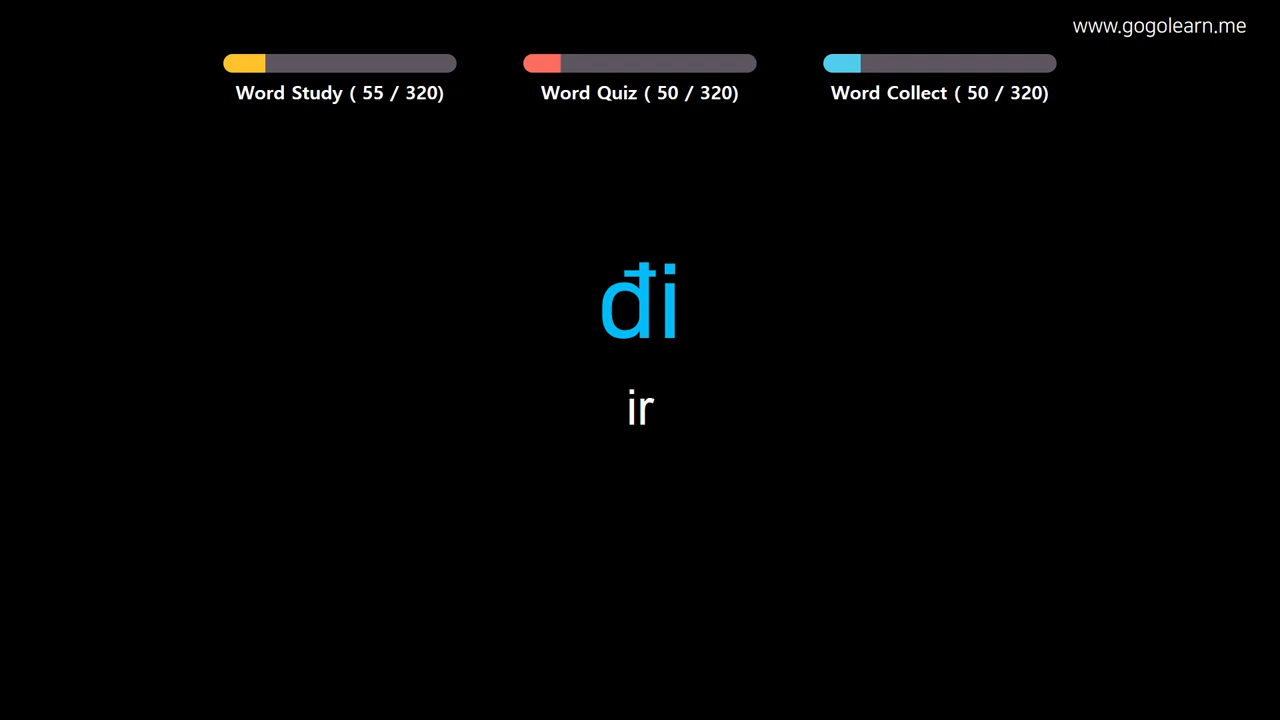 www.gogolearn.me
Word Study ( 55 / 320)
Word Quiz ( 50 / 320)
Word Collect ( 50 / 320)
đi
ir